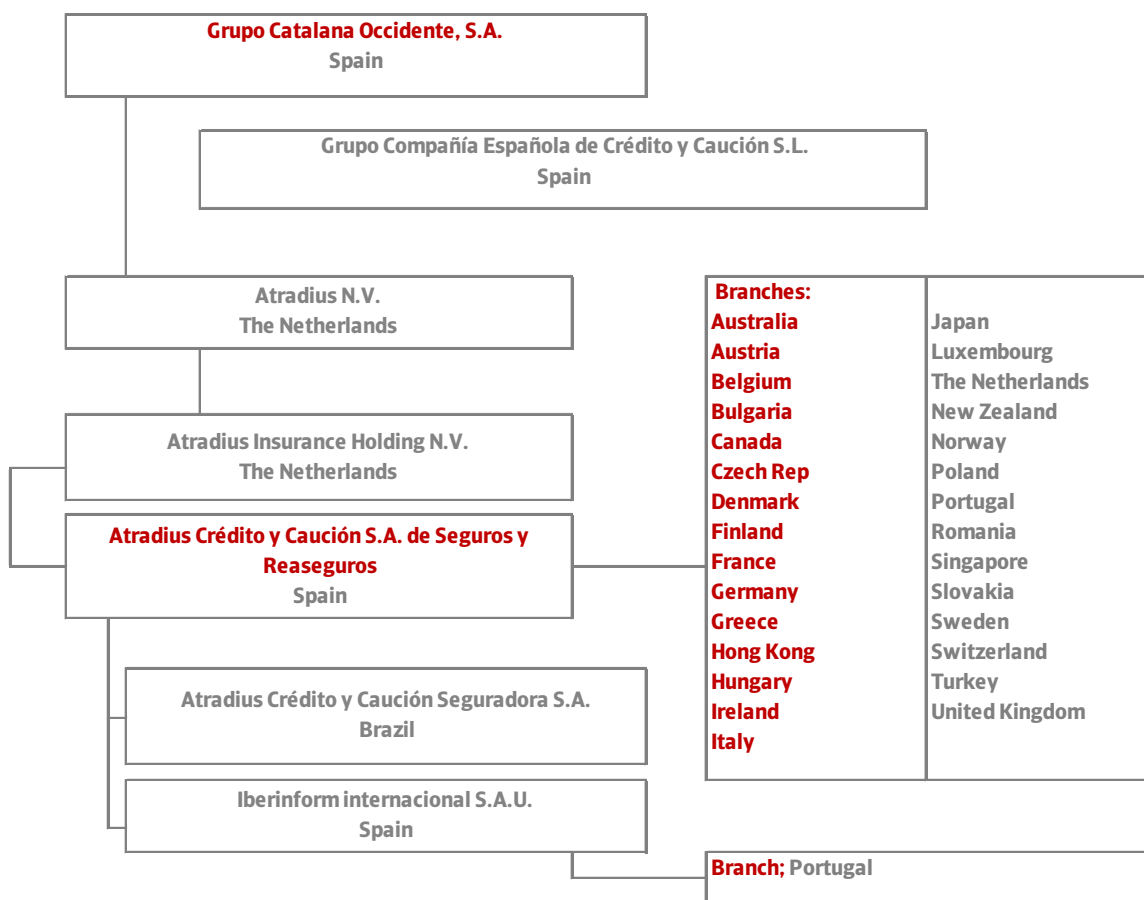 Grupo Catalana Occidente, S.A.
Spain
Grupo Compañía Española de Crédito y Caución S.L.
Spain
Atradius N.V.
The Netherlands
Atradius Insurance Holding N.V.
The Netherlands
Atradius Crédito y Caución S.A. de Seguros y
Reaseguros
Spain
Atradius Crédito y Caución Seguradora S.A.
Brazil
Iberinform internacional S.A.U.
Spain
Branches:
Australia
Austria
Belgium
Bulgaria
Canada
Czech Rep
Denmark
Finland
France
Germany
Greece
Hong Kong
Hungary
Ireland
Italy
Japan
Luxembourg
The Netherlands
New Zealand
Norway
Poland
Portugal
Romania
Singapore
Slovakia
Sweden
Switzerland
Turkey
United Kingdom
Branch; Portugal